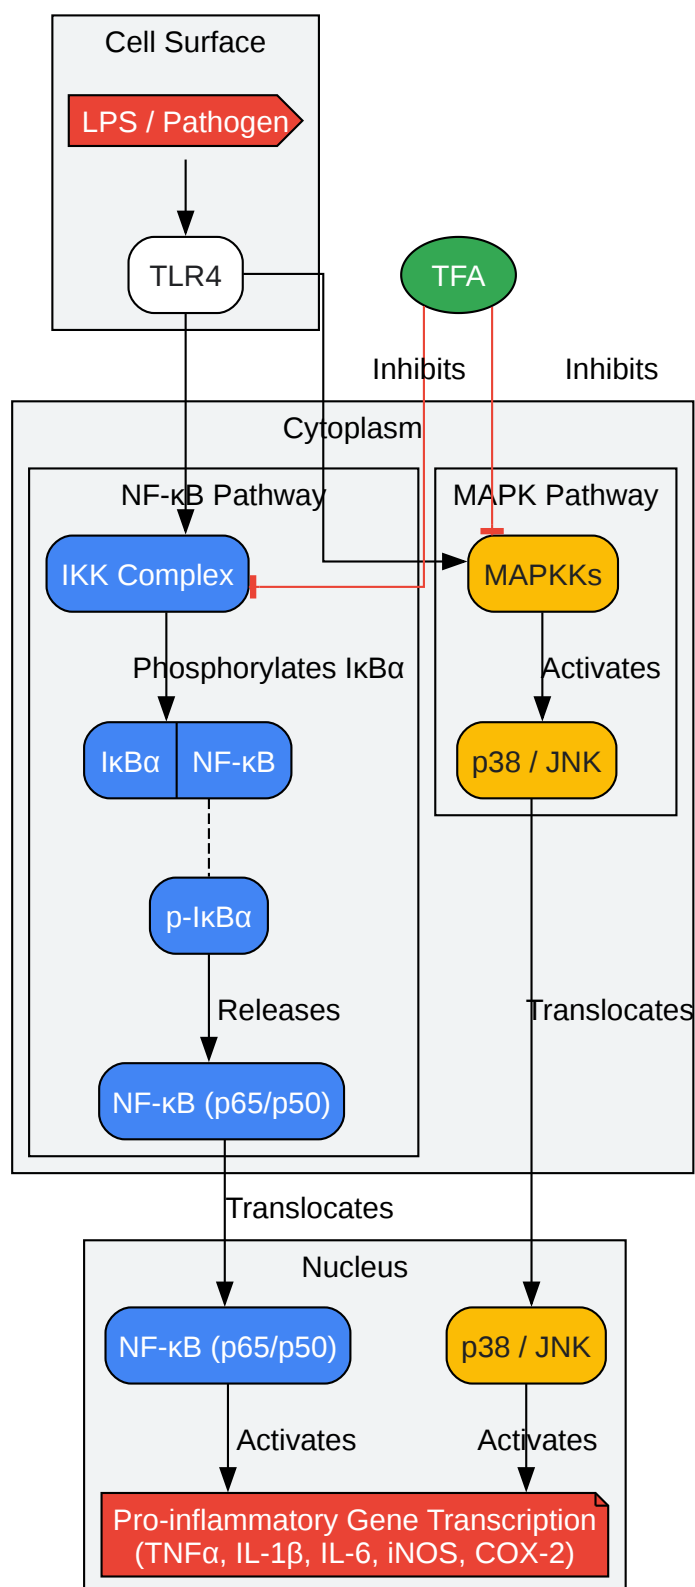 Cell Surface
LPS / Pathogen
TLR4
TFA
Inhibits
Inhibits
Cytoplasm
NF-κB Pathway
MAPK Pathway
IKK Complex
MAPKKs
Phosphorylates IκBα
Activates
IκBα
NF-κB
p38 / JNK
p-IκBα
Releases
Translocates
NF-κB (p65/p50)
Translocates
Nucleus
NF-κB (p65/p50)
p38 / JNK
Activates
Activates
Pro-inflammatory Gene Transcription
(TNFα, IL-1β, IL-6, iNOS, COX-2)